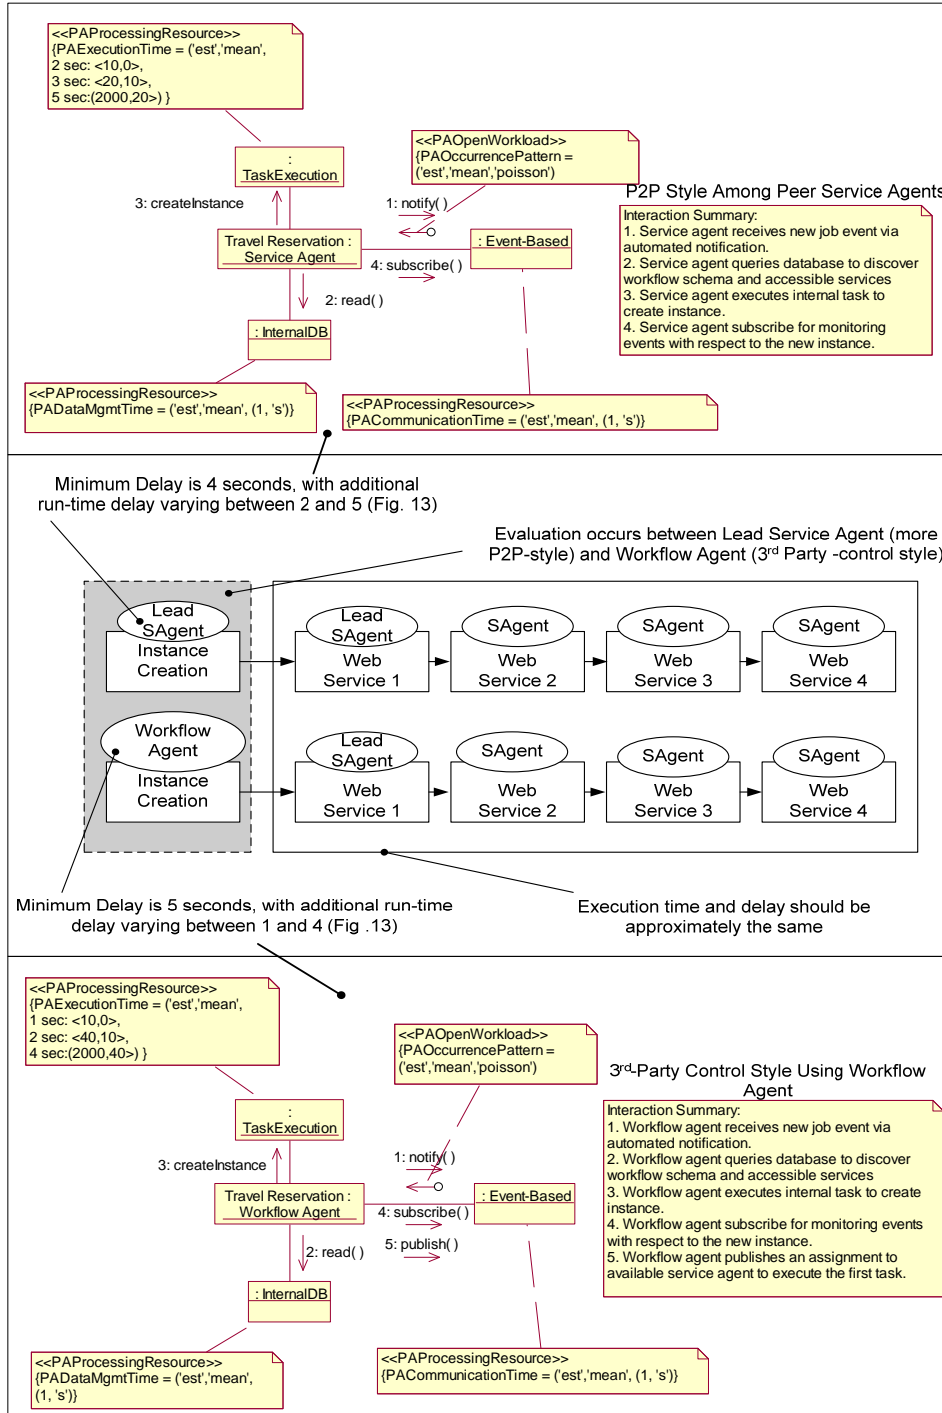 <<PAProcessingResource>>
{PAExecutionTime = ('est','mean',
2 sec: <10,0>,
3 sec: <20,10>,
5 sec:(2000,20>) }
<<PAOpenWorkload>>
{PAOccurrencePattern =
('est','mean','poisson')
:
TaskExecution
3: createInstance
1: notify( )
P2P Style Among Peer Service Agents
Interaction Summary:
1. Service agent receives new job event via
automated notification.
2. Service agent queries database to discover
workflow schema and accessible services
3. Service agent executes internal task to
create instance.
4. Service agent subscribe for monitoring
events with respect to the new instance.
Travel Reservation :
Service Agent
: Event-Based
4: subscribe( )
2: read( )
: InternalDB
<<PAProcessingResource>>
{PADataMgmtTime = ('est','mean', (1, 's')}
<<PAProcessingResource>>
{PACommunicationTime = ('est','mean', (1, 's')}
Minimum Delay is 4 seconds, with additional
run-time delay varying between 2 and 5 (Fig. 13)
Evaluation occurs between Lead Service Agent (more
P2P-style) and Workflow Agent (3rd Party -control style)
Lead
SAgent
Instance
Creation
Lead
SAgent
Web
Service 1
SAgent
Web
Service 2
SAgent
Web
Service 3
SAgent
Web
Service 4
Workflow
Agent
Instance
Creation
Lead
SAgent
Web
Service 1
SAgent
Web
Service 2
SAgent
Web
Service 3
SAgent
Web
Service 4
Minimum Delay is 5 seconds, with additional run-time
delay varying between 1 and 4 (Fig .13)
Execution time and delay should be
approximately the same
<<PAProcessingResource>>
{PAExecutionTime = ('est','mean',
1 sec: <10,0>,
2 sec: <40,10>,
4 sec:(2000,40>) }
<<PAOpenWorkload>>
{PAOccurrencePattern =
('est','mean','poisson')
3rd-Party Control Style Using Workflow
Agent
Interaction Summary:
1. Workflow agent receives new job event via
automated notification.
2. Workflow agent queries database to discover
workflow schema and accessible services
3. Workflow agent executes internal task to create
instance.
4. Workflow agent subscribe for monitoring events
with respect to the new instance.
5. Workflow agent publishes an assignment to
available service agent to execute the first task.
:
TaskExecution
3: createInstance
1: notify( )
Travel Reservation :
Workflow Agent
: Event-Based
4: subscribe( )
5: publish( )
2: read( )
: InternalDB
<<PAProcessingResource>>
{PADataMgmtTime = ('est','mean',
(1, 's')}
<<PAProcessingResource>>
{PACommunicationTime = ('est','mean', (1, 's')}